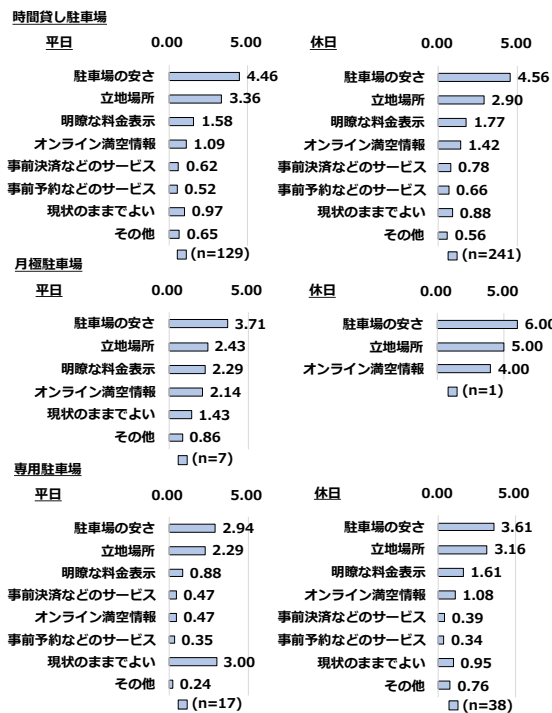 時間貸し駐車場
平日 0.00 5.00
駐車場の安さ 4.46
立地場所 3.36
明瞭な料金表示 1.58
オンライン満空情報 1.09
事前決済などのサービス 0.62
事前予約などのサービス 0.52
現状のままでよい 0.97
その他 0.65
(n=129)
休日 0.00 5.00
駐車場の安さ 4.56
立地場所 2.90
明瞭な料金表示 1.77
オンライン満空情報 1.42
事前決済などのサービス 0.78
事前予約などのサービス 0.66
現状のままでよい 0.88
その他 0.56
(n=241)
月極駐車場
平日 0.00 5.00
駐車場の安さ 3.71
立地場所 2.43
明瞭な料金表示 2.29
オンライン満空情報 2.14
現状のままでよい 1.43
その他 0.86
(n=7)
休日 0.00 5.00
駐車場の安さ 6.00
立地場所 5.00
オンライン満空情報 4.00
(n=1)
専用駐車場
平日 0.00 5.00
駐車場の安さ 2.94
立地場所 2.29
明瞭な料金表示 0.88
事前決済などのサービス 0.47
オンライン満空情報 0.47
事前予約などのサービス 0.35
現状のままでよい 3.00
その他 0.24
(n=17)
休日 0.00 5.00
駐車場の安さ 3.61
立地場所 3.16
明瞭な料金表示 1.61
オンライン満空情報 1.08
事前決済などのサービス 0.39
事前予約などのサービス 0.34
現状のままでよい 0.95
その他 0.76
(n=38)